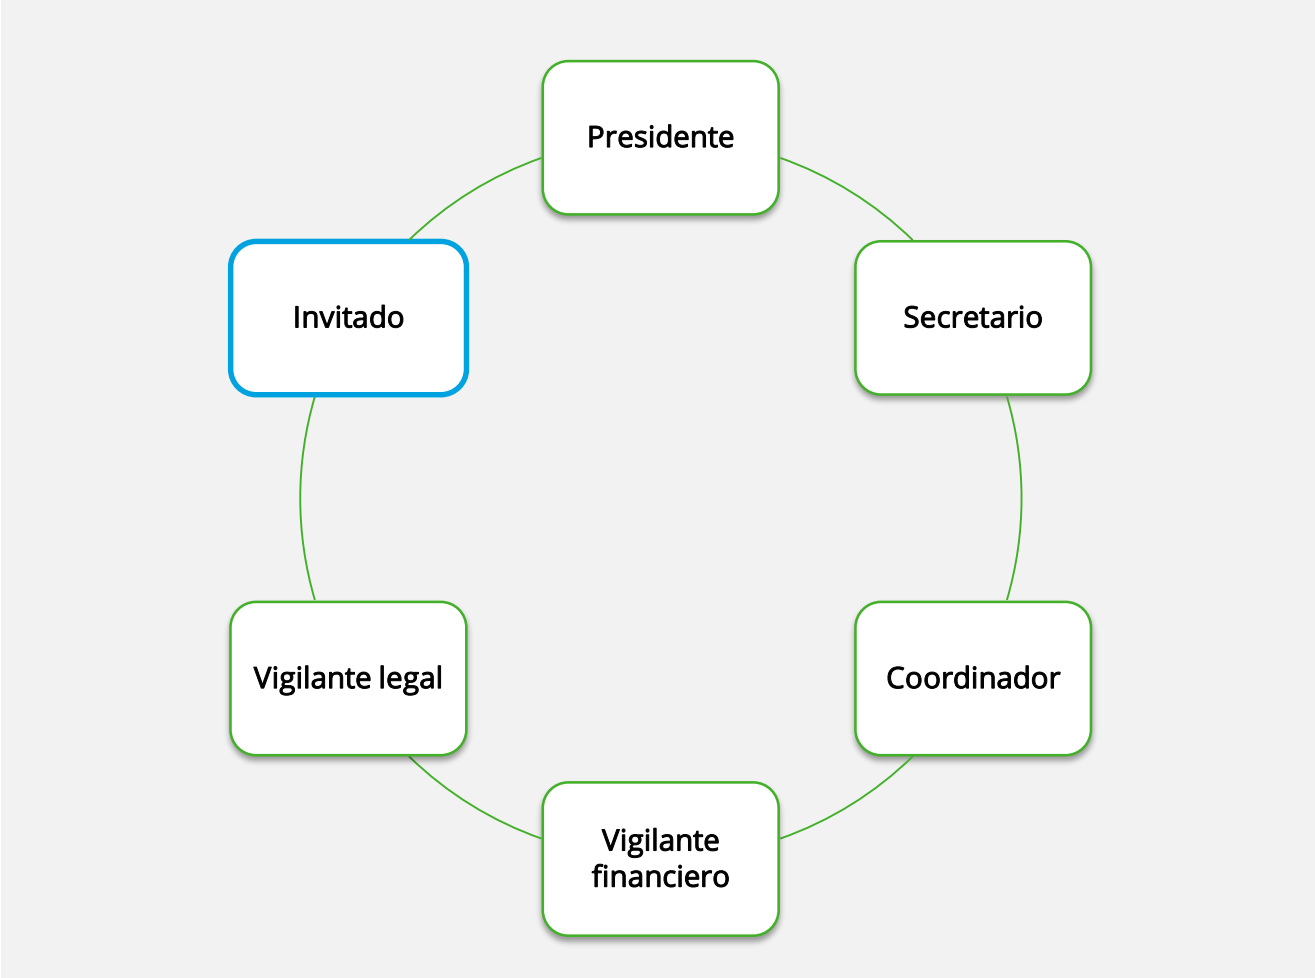 Presidente
Invitado
Secretario
Vigilante legal
Coordinador
Vigilante
financiero